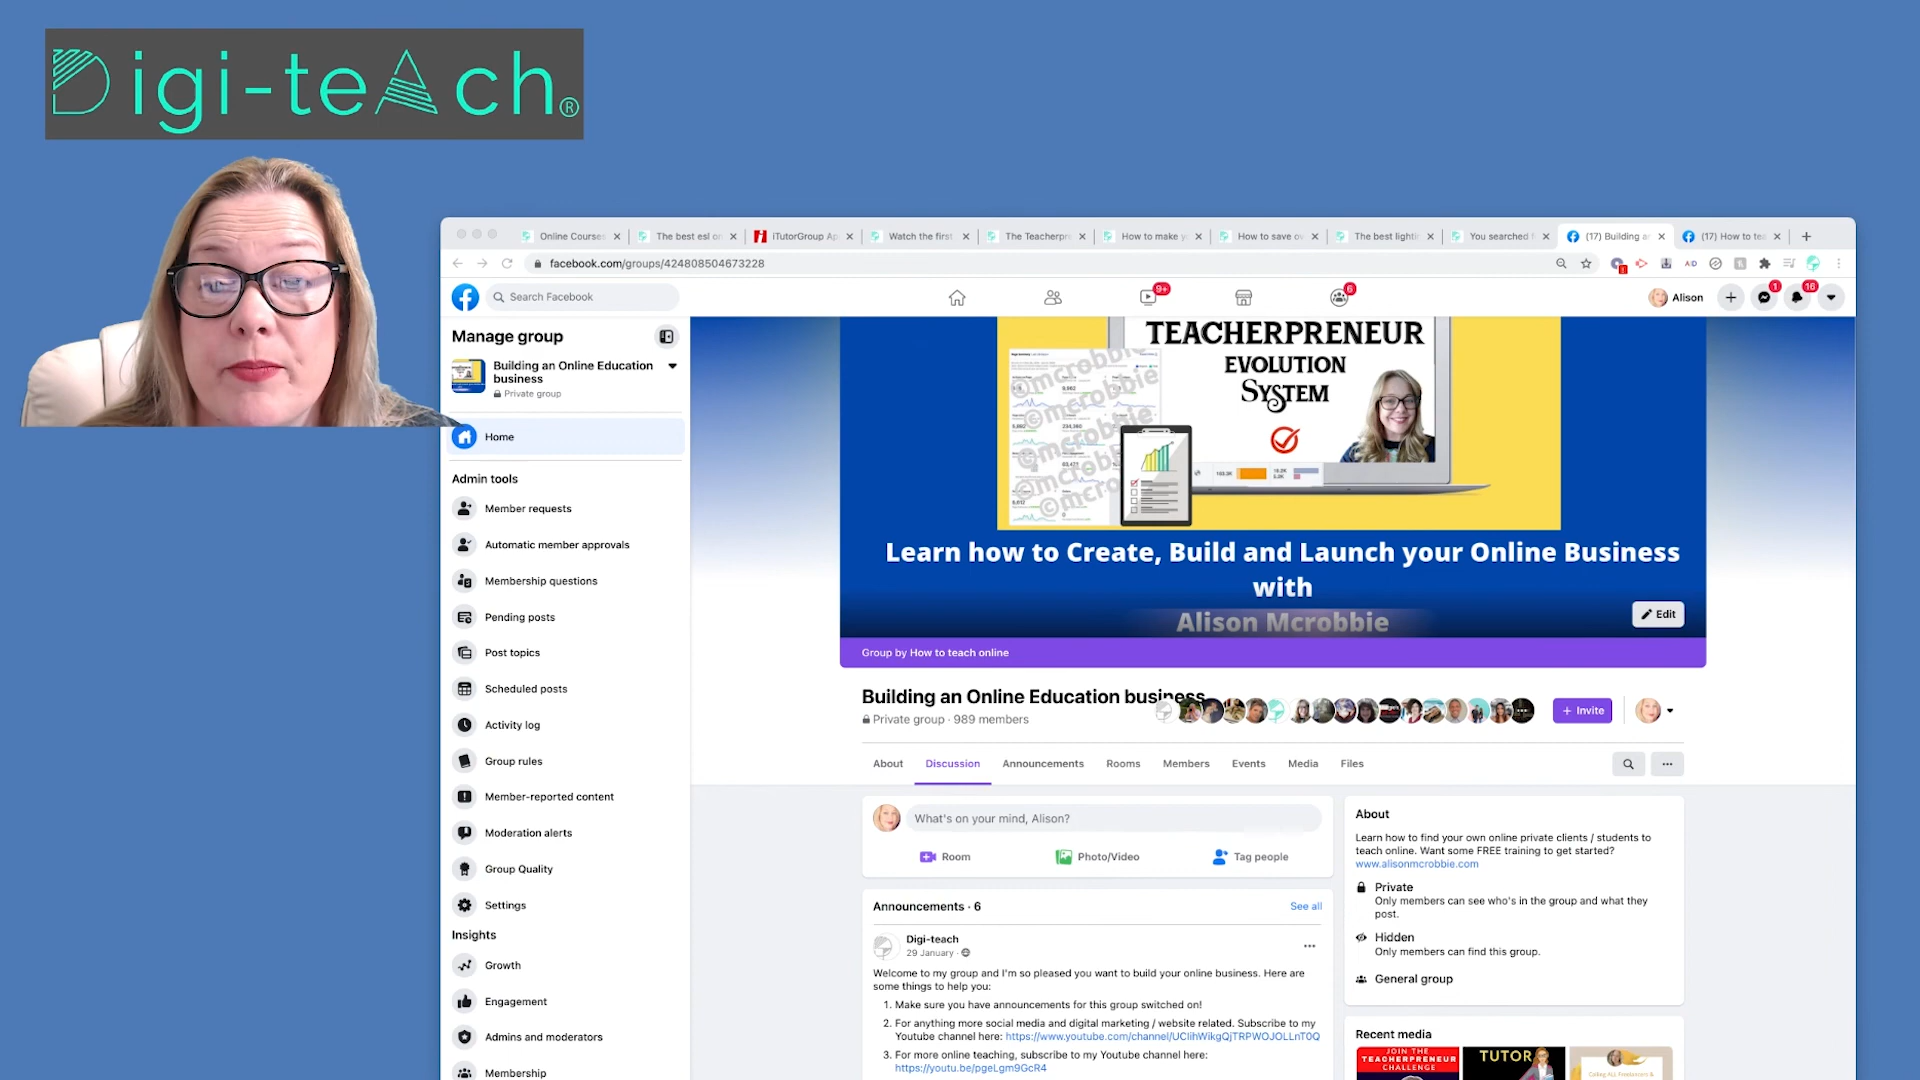 Digi-teach®
Online Courses
The best esl on
iTutorGroup Ap
Watch the first
The Teacherpre
How to make y
How to save ov
The best lightin
You searched f
(17) Building an
(17) How to tea
facebook.com/groups/424808504673228
Search Facebook
9+
6
Alison
1
16
Manage group
Building an Online Education
business
Private group
Home
Admin tools
Member requests
Automatic member approvals
Membership questions
Pending posts
Post topics
Scheduled posts
Activity log
Group rules
Member-reported content
Moderation alerts
Group Quality
Settings
Insights
Growth
Engagement
Admins and moderators
Membership
TEACHERPRENEUR
EVOLUTION
SYSTEM
©mcrobbie
©mcrobbie
©mcrobbie
Learn how to Create, Build and Launch your Online Business
with
Alison Mcrobbie
Edit
Group by How to teach online
Building an Online Education business
Private group · 989 members
+ Invite
About
Discussion
Announcements
Rooms
Members
Events
Media
Files
What's on your mind, Alison?
Room
Photo/Video
Tag people
Announcements · 6
See all
Digi-teach
29 January
Welcome to my group and I'm so pleased you want to build your online business. Here are
some things to help you:
1. Make sure you have announcements for this group switched on!
2. For anything more social media and digital marketing / website related. Subscribe to my
Youtube channel here: https://www.youtube.com/channel/UCIihWikgQjTRPWOJOLLnT0Q
3. For more online teaching, subscribe to my Youtube channel here:
https://youtu.be/pgeLgm9GcR4
About
Learn how to find your own online private clients / students to
teach online. Want some FREE training to get started?
www.alisonmcrobbie.com
Private
Only members can see who's in the group and what they
post.
Hidden
Only members can find this group.
General group
Recent media
JOIN THE
TEACHERPRENEUR
CHALLENGE
TUTOR
Calling ALL Freelancers &